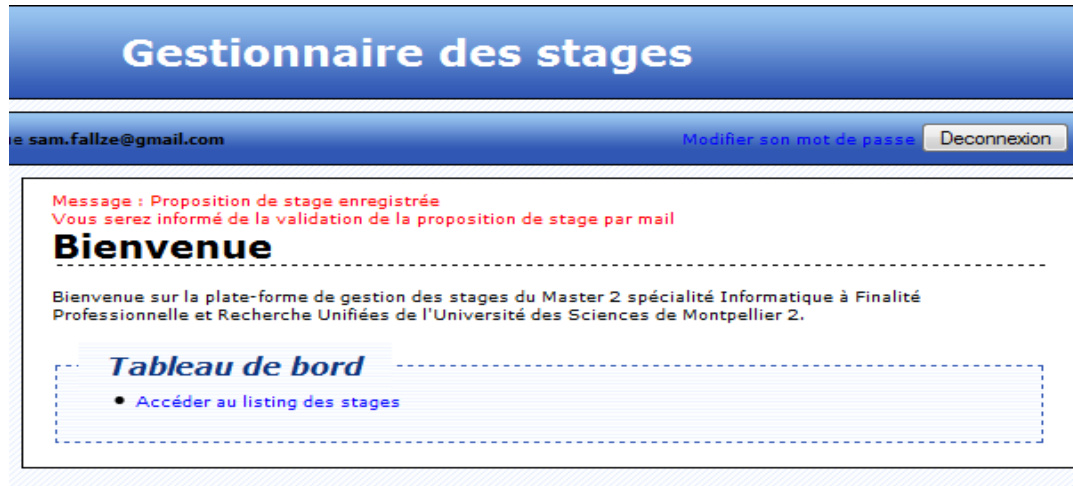 Gestionnaire des stages
sam.fallze@gmail.com Modifier son mot de passe Deconnexion
Message : Proposition de stage enregistrée
Vous serez informé de la validation de la proposition de stage par mail
Bienvenue
Bienvenue sur la plate-forme de gestion des stages du Master 2 spécialité Informatique à Finalité
Professionnelle et Recherche Unifiées de l'Université des Sciences de Montpellier 2.
Tableau de bord
Accéder au listing des stages